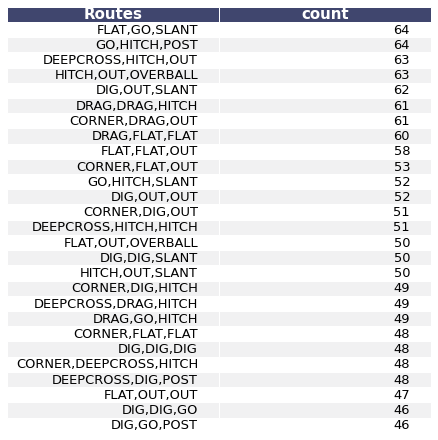 Routes count
FLAT,GO,SLANT 64
GO,HITCH,POST 64
DEEPCROSS,HITCH,OUT 63
HITCH,OUT,OVERBALL 63
DIG,OUT,SLANT 62
DRAG,DRAG,HITCH 61
CORNER,DRAG,OUT 61
DRAG,FLAT,FLAT 60
FLAT,FLAT,OUT 58
CORNER,FLAT,OUT 53
GO,HITCH,SLANT 52
DIG,OUT,OUT 52
CORNER,DIG,OUT 51
DEEPCROSS,HITCH,HITCH 51
FLAT,OUT,OVERBALL 50
DIG,DIG,SLANT 50
HITCH,OUT,SLANT 50
CORNER,DIG,HITCH 49
DEEPCROSS,DRAG,HITCH 49
DRAG,GO,HITCH 49
CORNER,FLAT,FLAT 48
DIG,DIG,DIG 48
CORNER,DEEPCROSS,HITCH 48
DEEPCROSS,DIG,POST 48
FLAT,OUT,OUT 47
DIG,DIG,GO 46
DIG,GO,POST 46